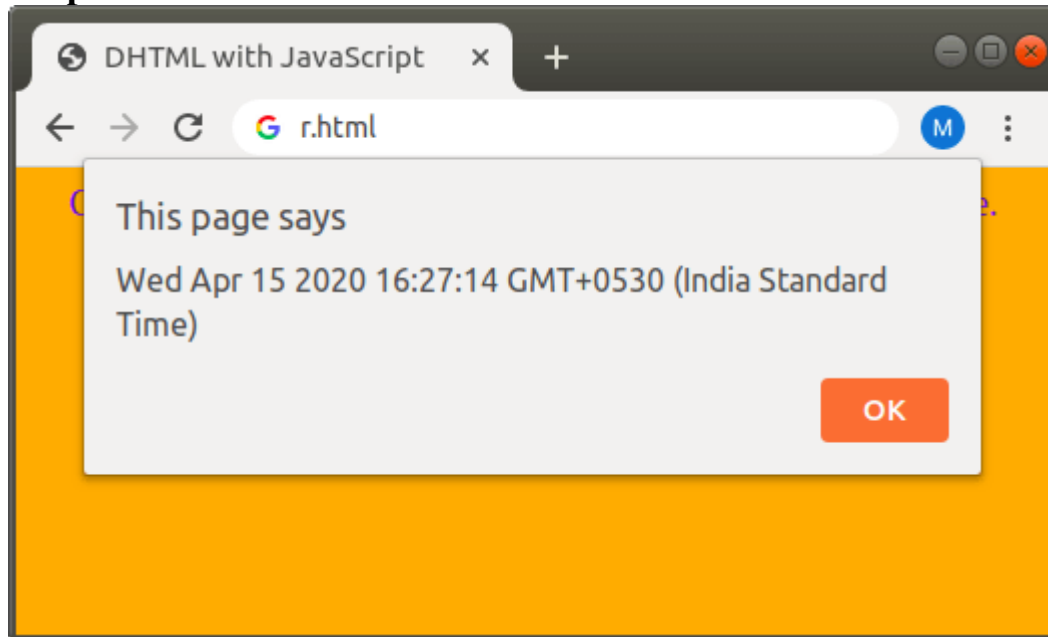 DHTML with JavaScript
r.html
M
This page says
Wed Apr 15 2020 16:27:14 GMT+0530 (India Standard
Time)
OK